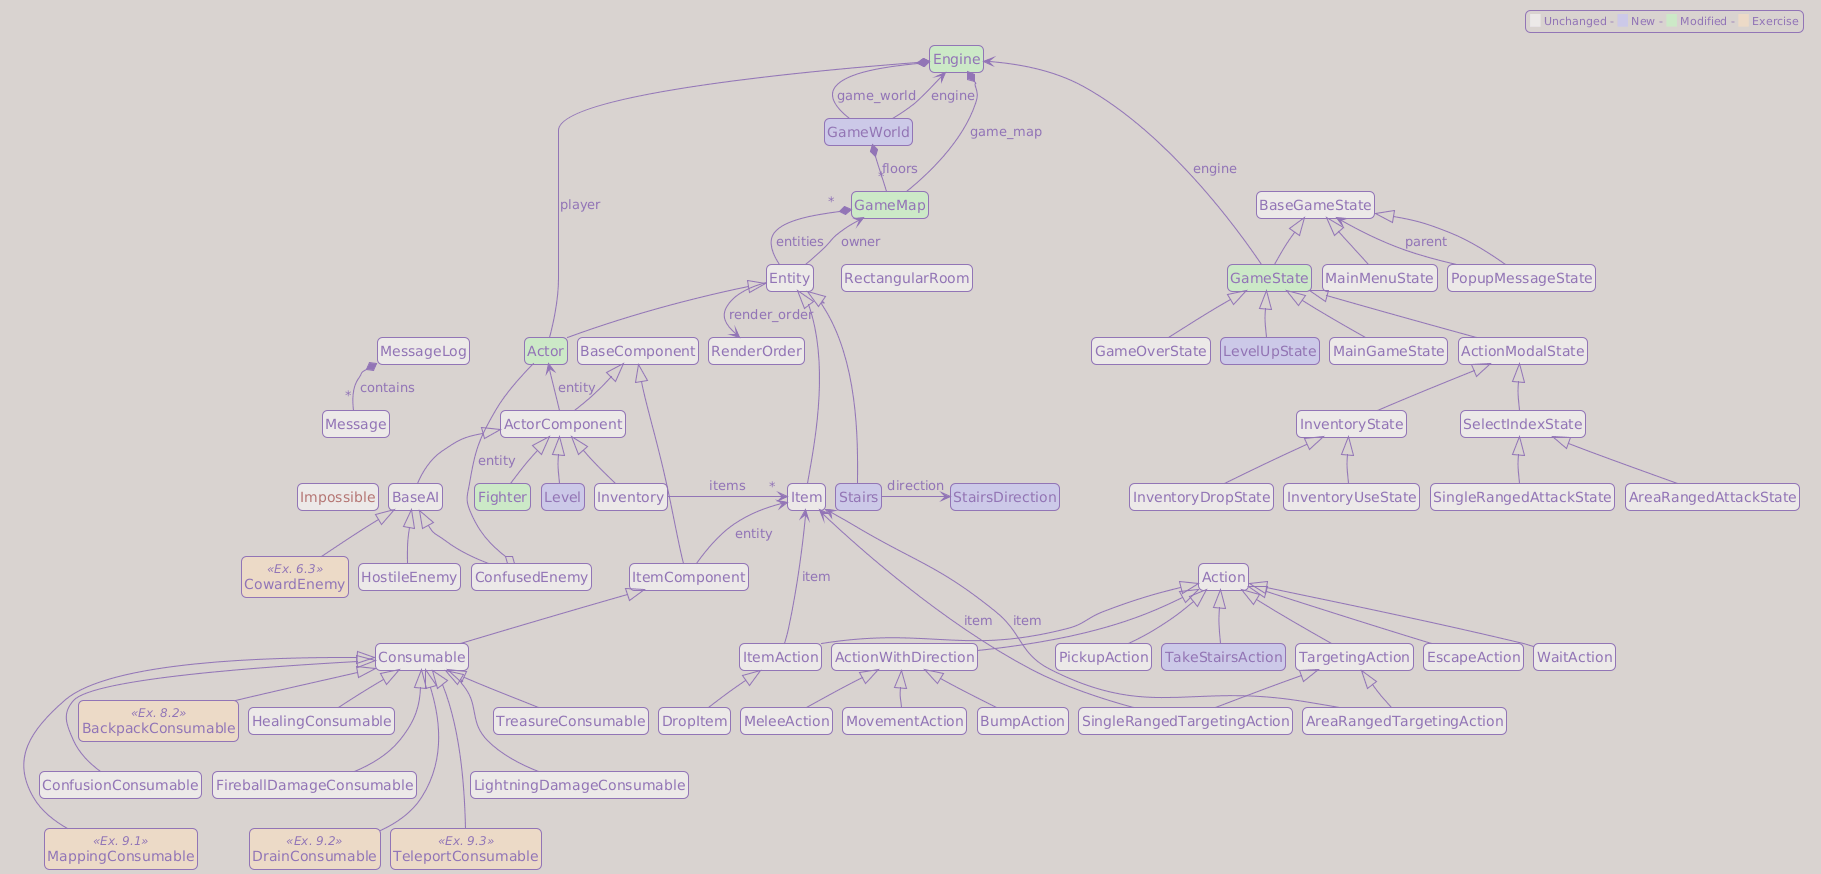 Unchanged - New - Modified - Exercise
Engine
game_world
engine
GameWorld
game_map
floors
*
engine
player
*
GameMap
BaseGameState
entities
owner
parent
Entity
RectangularRoom
GameState
MainMenuState
PopupMessageState
render_order
MessageLog
Actor
BaseComponent
RenderOrder
GameOverState
LevelUpState
MainGameState
ActionModalState
contains
*
entity
Message
ActorComponent
InventoryState
SelectIndexState
entity
items
*
direction
Impossible
BaseAI
Fighter
Level
Inventory
Item
Stairs
StairsDirection
InventoryDropState
InventoryUseState
SingleRangedAttackState
AreaRangedAttackState
entity
«Ex. 6.3»
CowardEnemy
HostileEnemy
ConfusedEnemy
ItemComponent
item
Action
item
item
Consumable
ItemAction
ActionWithDirection
PickupAction
TakeStairsAction
TargetingAction
EscapeAction
WaitAction
«Ex. 8.2»
BackpackConsumable
HealingConsumable
TreasureConsumable
DropItem
MeleeAction
MovementAction
BumpAction
SingleRangedTargetingAction
AreaRangedTargetingAction
ConfusionConsumable
FireballDamageConsumable
LightningDamageConsumable
«Ex. 9.1»
MappingConsumable
«Ex. 9.2»
DrainConsumable
«Ex. 9.3»
TeleportConsumable